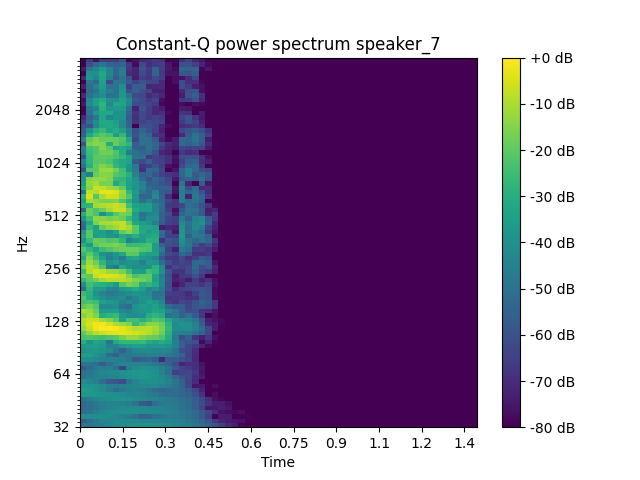 Constant-Q power spectrum speaker_7
+0 dB
-10 dB
-20 dB
-30 dB
-40 dB
-50 dB
-60 dB
-70 dB
-80 dB
2048
1024
512
256
128
64
32
Hz
0 0.15 0.3 0.45 0.6 0.75 0.9 1.1 1.2 1.4
Time